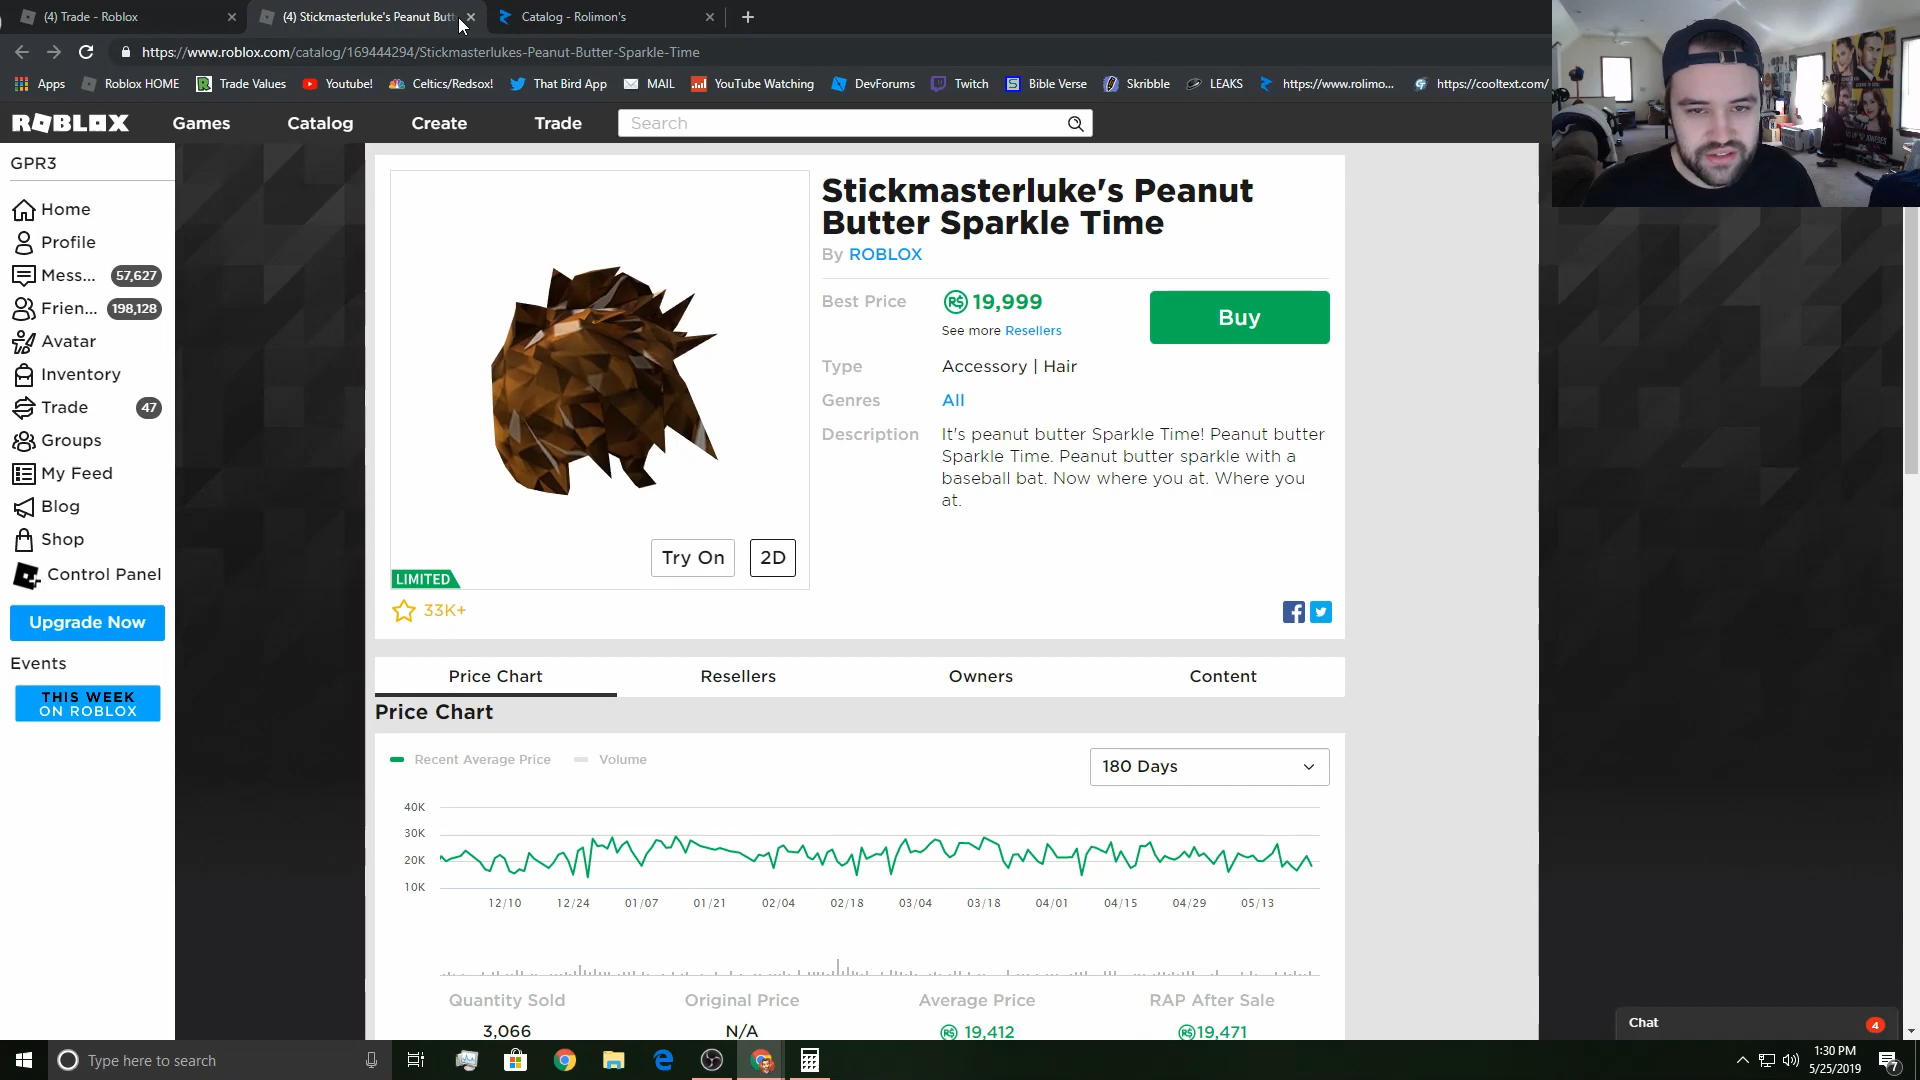 (4) Trade - Roblox
(4) Stickmasterluke's Peanut But
Catalog - Rolimon's
https://www.roblox.com/catalog/169444294/Stickmasterlukes-Peanut-Butter-Sparkle-Time
Apps
Roblox HOME
Trade Values
Youtube!
Celtics/Redsox!
That Bird App
MAIL
YouTube Watching
DevForums
Twitch
Bible Verse
Skribble
LEAKS
https://www.rolimo...
https://cooltext.com/
ROBLOX
Games
Catalog
Create
Trade
Search
GPR3
Home
Profile
Mess... 57,627
Frien... 198,128
Avatar
Inventory
Trade 47
Groups
My Feed
Blog
Shop
Control Panel
Upgrade Now
Events
THIS WEEK
ON ROBLOX
Try On
2D
LIMITED
33K+
Stickmasterluke's Peanut
Butter Sparkle Time
By ROBLOX
Best Price R$ 19,999
See more Resellers
Buy
Type Accessory | Hair
Genres All
Description It's peanut butter Sparkle Time! Peanut butter
Sparkle Time. Peanut butter sparkle with a
baseball bat. Now where you at. Where you
at.
Price Chart
Resellers
Owners
Content
Price Chart
Recent Average Price
Volume
180 Days
40K
30K
20K
10K
12/10 12/24 01/07 01/21 02/04 02/18 03/04 03/18 04/01 04/15 04/29 05/13
Quantity Sold Original Price Average Price RAP After Sale
3,066 N/A R$ 19,412 R$ 19,471
Chat 4
Type here to search
1:30 PM
5/25/2019
7